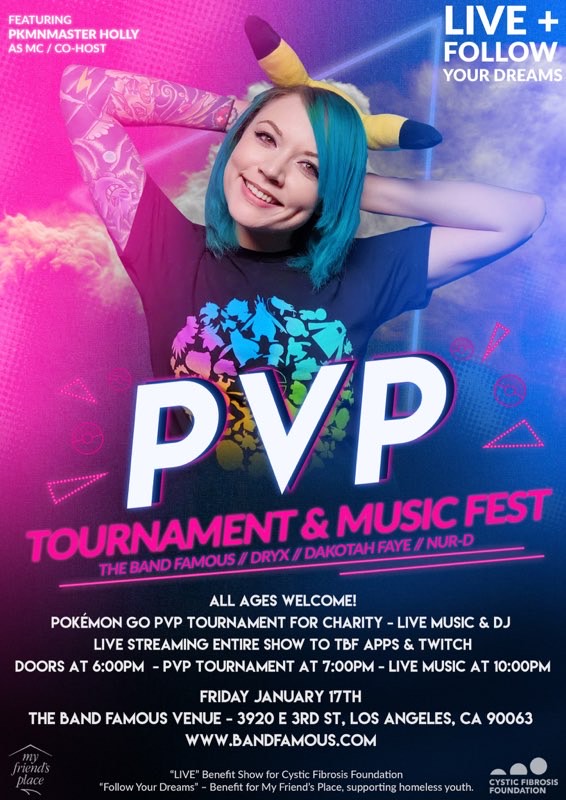 FEATURING
PKMNMASTER HOLLY
AS MC / CO-HOST
LIVE +
FOLLOW
YOUR DREAMS
PVP
TOURNAMENT & MUSIC FEST
THE BAND FAMOUS // DRYX // DAKOTAH FAYE // NUR-D
ALL AGES WELCOME!
POKÉMON GO PVP TOURNAMENT FOR CHARITY - LIVE MUSIC & DJ
LIVE STREAMING ENTIRE SHOW TO TBF APPS & TWITCH
DOORS AT 6:00PM - PVP TOURNAMENT AT 7:00PM - LIVE MUSIC AT 10:00PM
FRIDAY JANUARY 17TH
THE BAND FAMOUS VENUE - 3920 E 3RD ST, LOS ANGELES, CA 90063
WWW.BANDFAMOUS.COM
my
friend's
place
"LIVE" Benefit Show for Cystic Fibrosis Foundation
"Follow Your Dreams" – Benefit for My Friend's Place, supporting homeless youth.
CYSTIC FIBROSIS
FOUNDATION